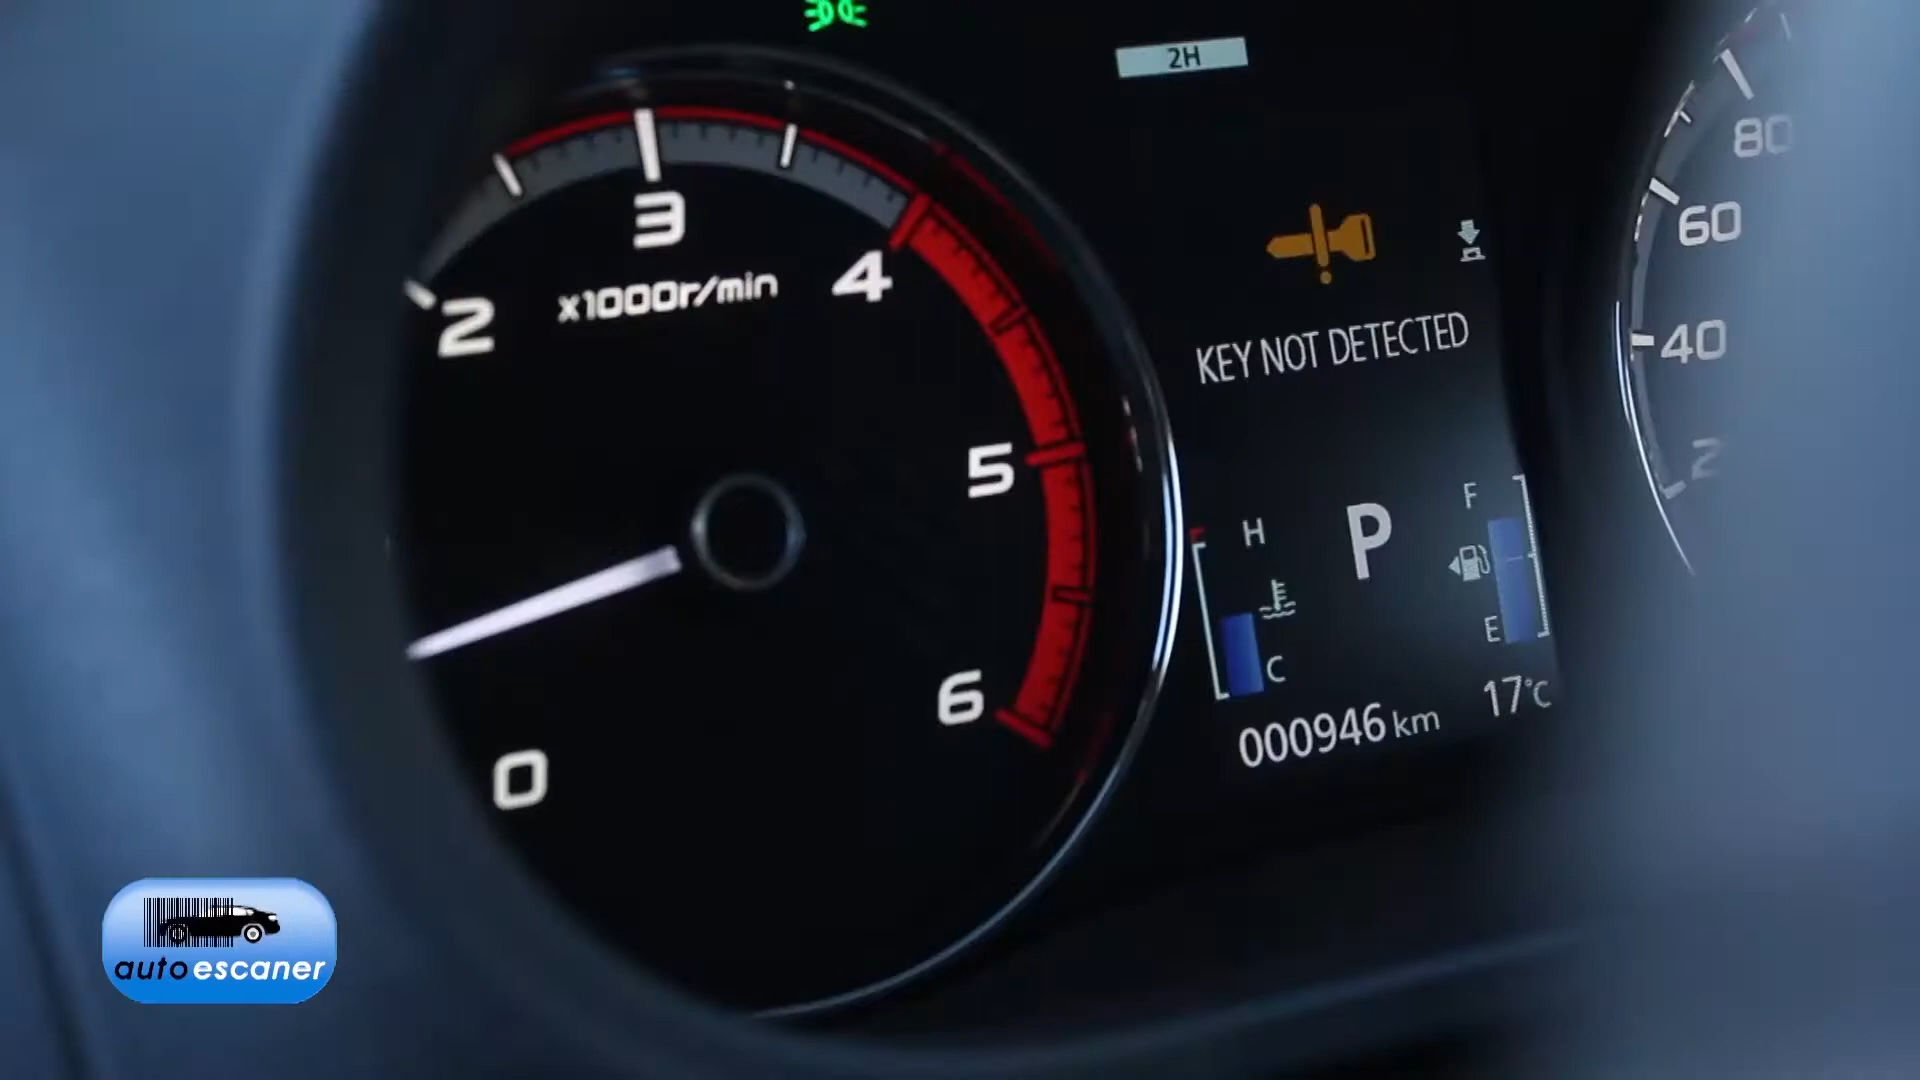 2H
80
60
40
2
3
x1000r/min
4
2
KEY NOT DETECTED
5
H
P
F
E
C
6
000946 km
17°C
0
auto escaner